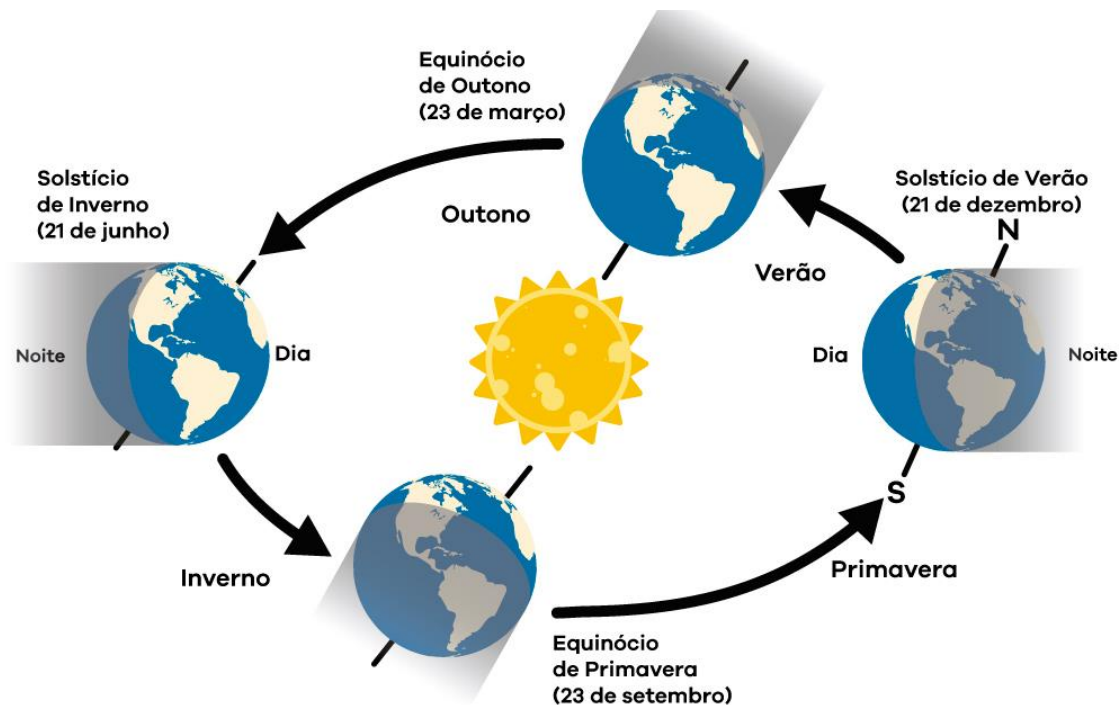 Equinócio
de Outono
(23 de março)
Solstício
de Inverno
(21 de junho)
Solstício de Verão
(21 de dezembro)
N
Outono
Verão
Noite
Dia
Dia
Noite
S
Inverno
Primavera
Equinócio
de Primavera
(23 de setembro)